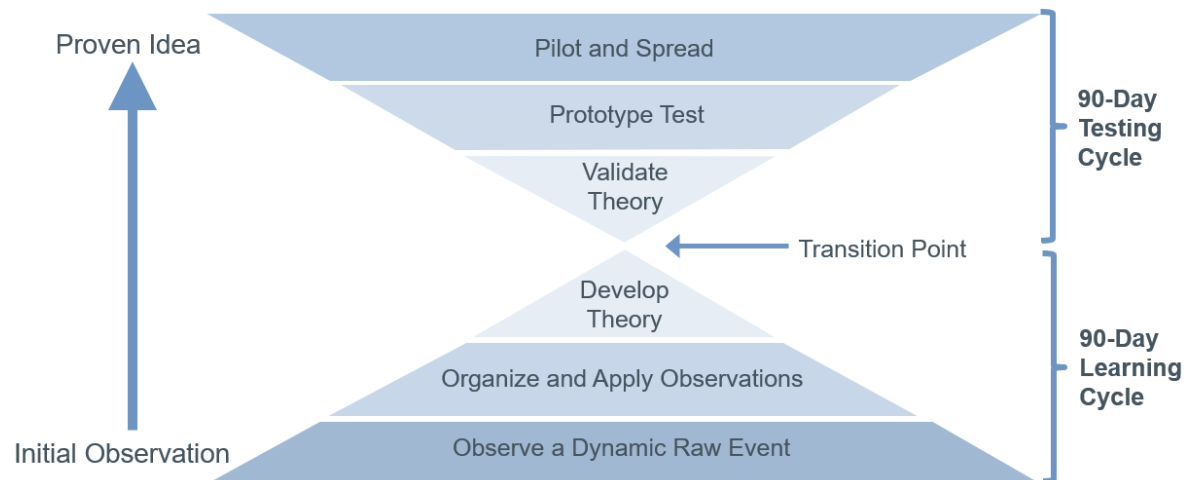 Proven Idea
Pilot and Spread
Prototype Test
Validate
Theory
90-Day
Testing
Cycle
Transition Point
Develop
Theory
Organize and Apply Observations
Observe a Dynamic Raw Event
Initial Observation
90-Day
Learning
Cycle